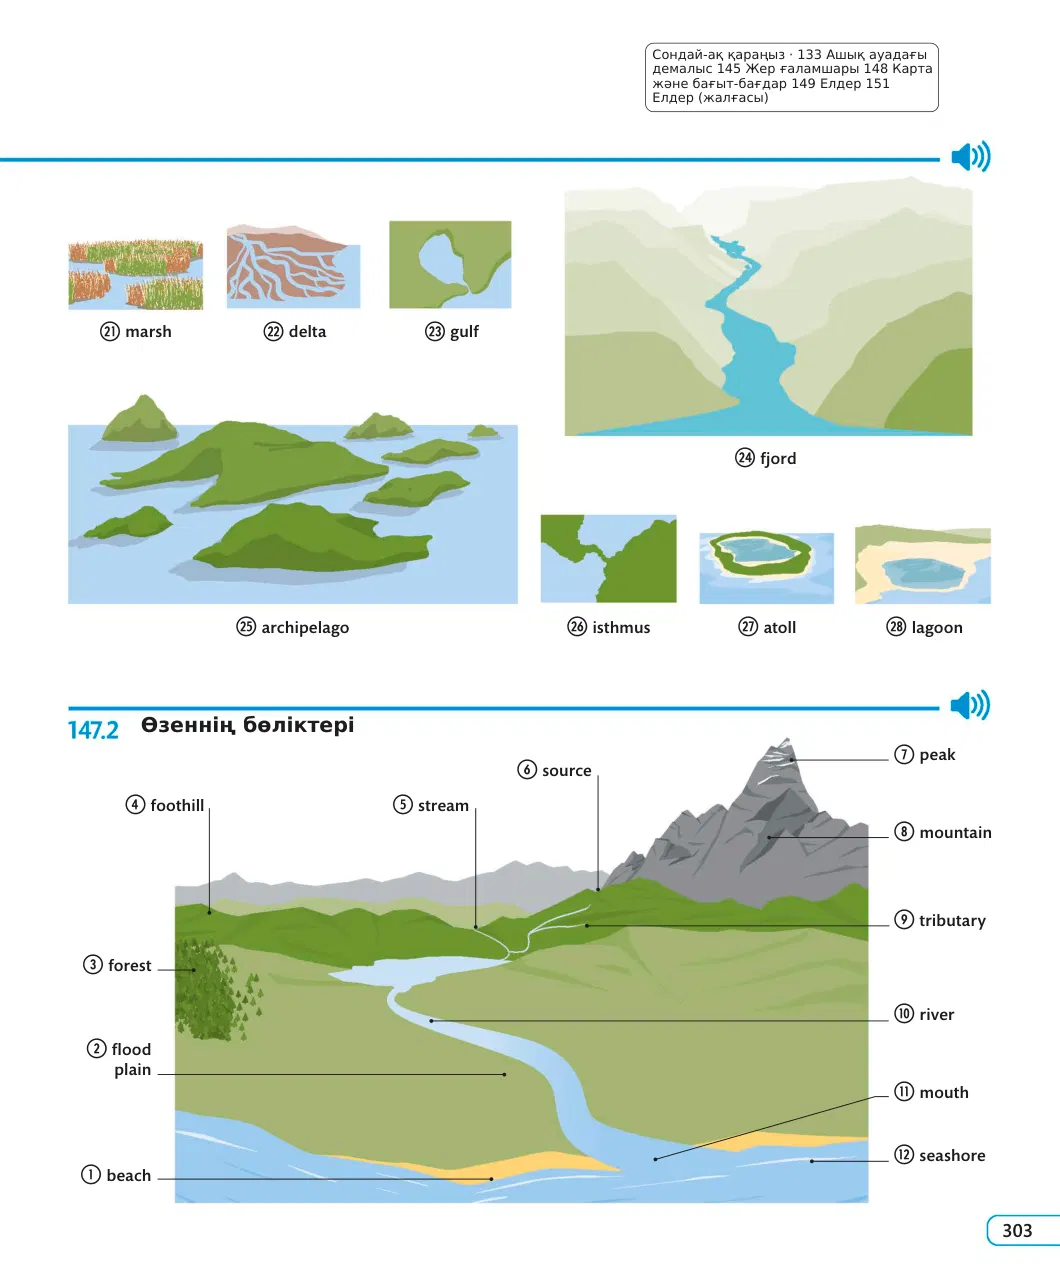 Сондай-ақ қараңыз · 133 Ашық ауадағы
демалыс 145 Жер ғаламшары 148 Карта
және бағыт-бағдар 149 Елдер 151
Елдер (жалғасы)
21 marsh
22 delta
23 gulf
24 fjord
25 archipelago
26 isthmus
27 atoll
28 lagoon
147.2 Өзеннің бөліктері
7 peak
6 source
4 foothill
5 stream
8 mountain
9 tributary
3 forest
10 river
2 flood
plain
11 mouth
12 seashore
1 beach
303